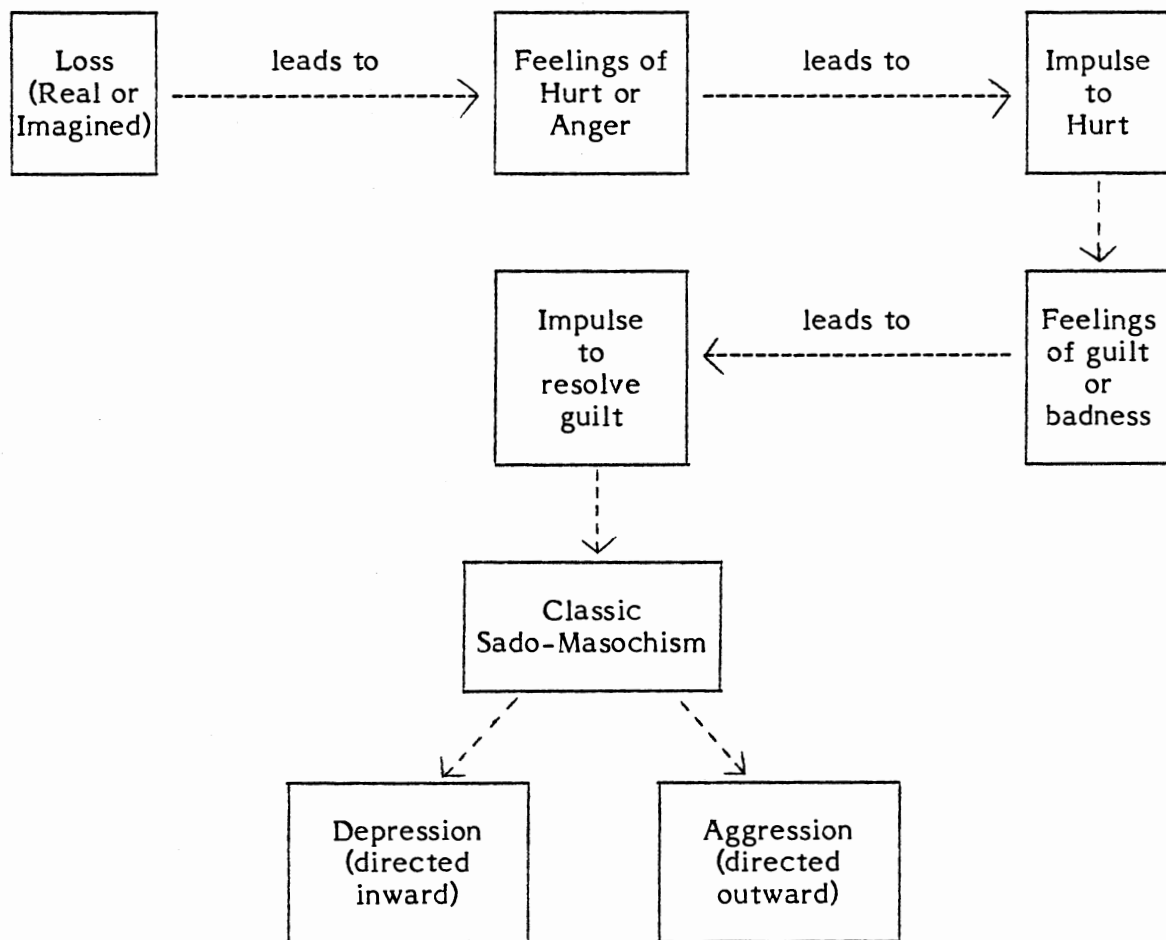 Loss
(Real or
Imagined)
leads to
Feelings of
Hurt or
Anger
leads to
Impulse
to
Hurt
Feelings
of guilt
or
badness
leads to
Impulse
to
resolve
guilt
Classic
Sado-Masochism
Depression
(directed
inward)
Aggression
(directed
outward)